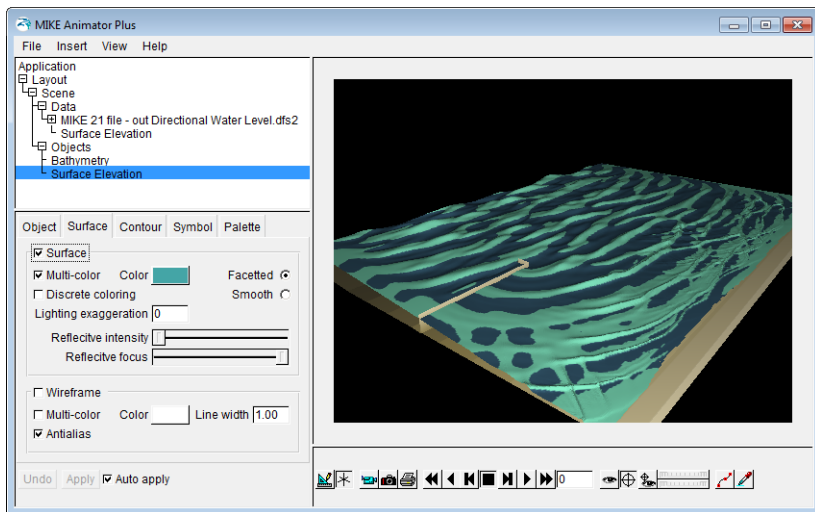 MIKE Animator Plus
File Insert View Help
Application
Layout
Scene
Data
MIKE 21 file - out Directional Water Level.dfs2
Surface Elevation
Objects
Bathymetry
Surface Elevation
Object Surface Contour Symbol Palette
Surface
Multi-color Color Facetted
Discrete coloring Smooth
Lighting exaggeration 0
Reflecitve intensity
Reflecitve focus
Wireframe
Multi-color Color Line width 1.00
Antialias
Undo Apply Auto apply 0